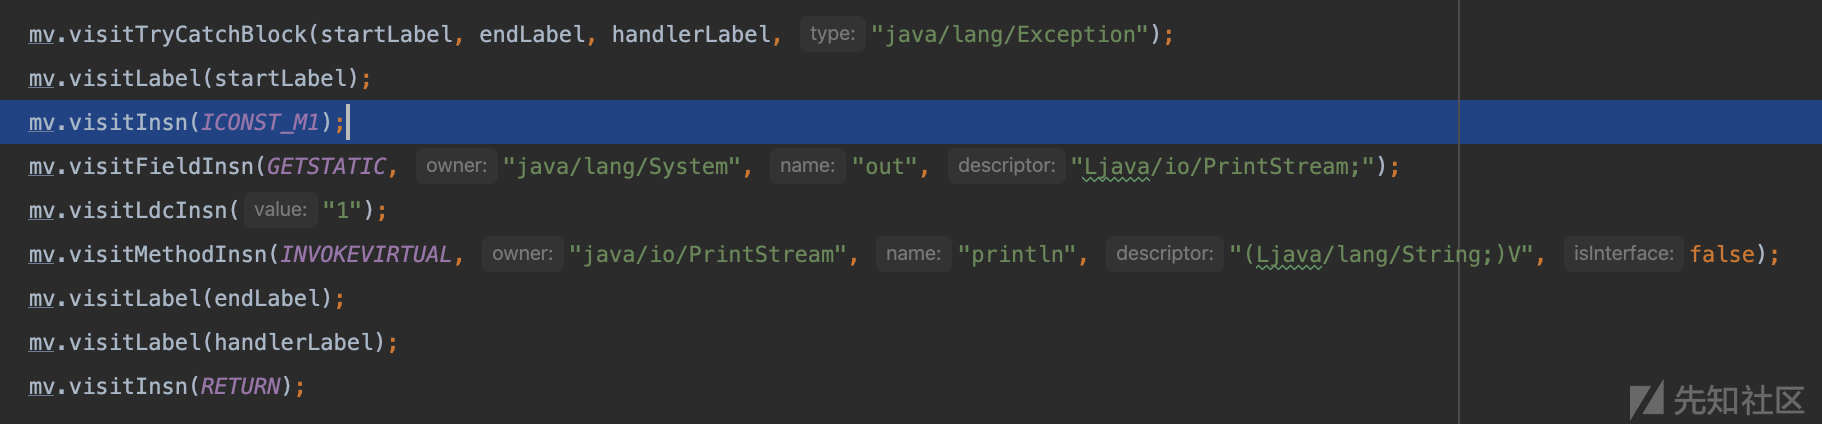 mv.visitTryCatchBlock(startLabel, endLabel, handlerLabel, type: "java/lang/Exception");
mv.visitLabel(startLabel);
mv.visitInsn(ICONST_M1);
mv.visitFieldInsn(GETSTATIC, owner: "java/lang/System", name: "out", descriptor: "Ljava/io/PrintStream;");
mv.visitLdcInsn( value: "1");
mv.visitMethodInsn(INVOKEVIRTUAL, owner: "java/io/PrintStream", name: "println", descriptor: "(Ljava/lang/String;)V", isInterface: false);
mv.visitLabel(endLabel);
mv.visitLabel(handlerLabel);
mv.visitInsn(RETURN);
先知社区